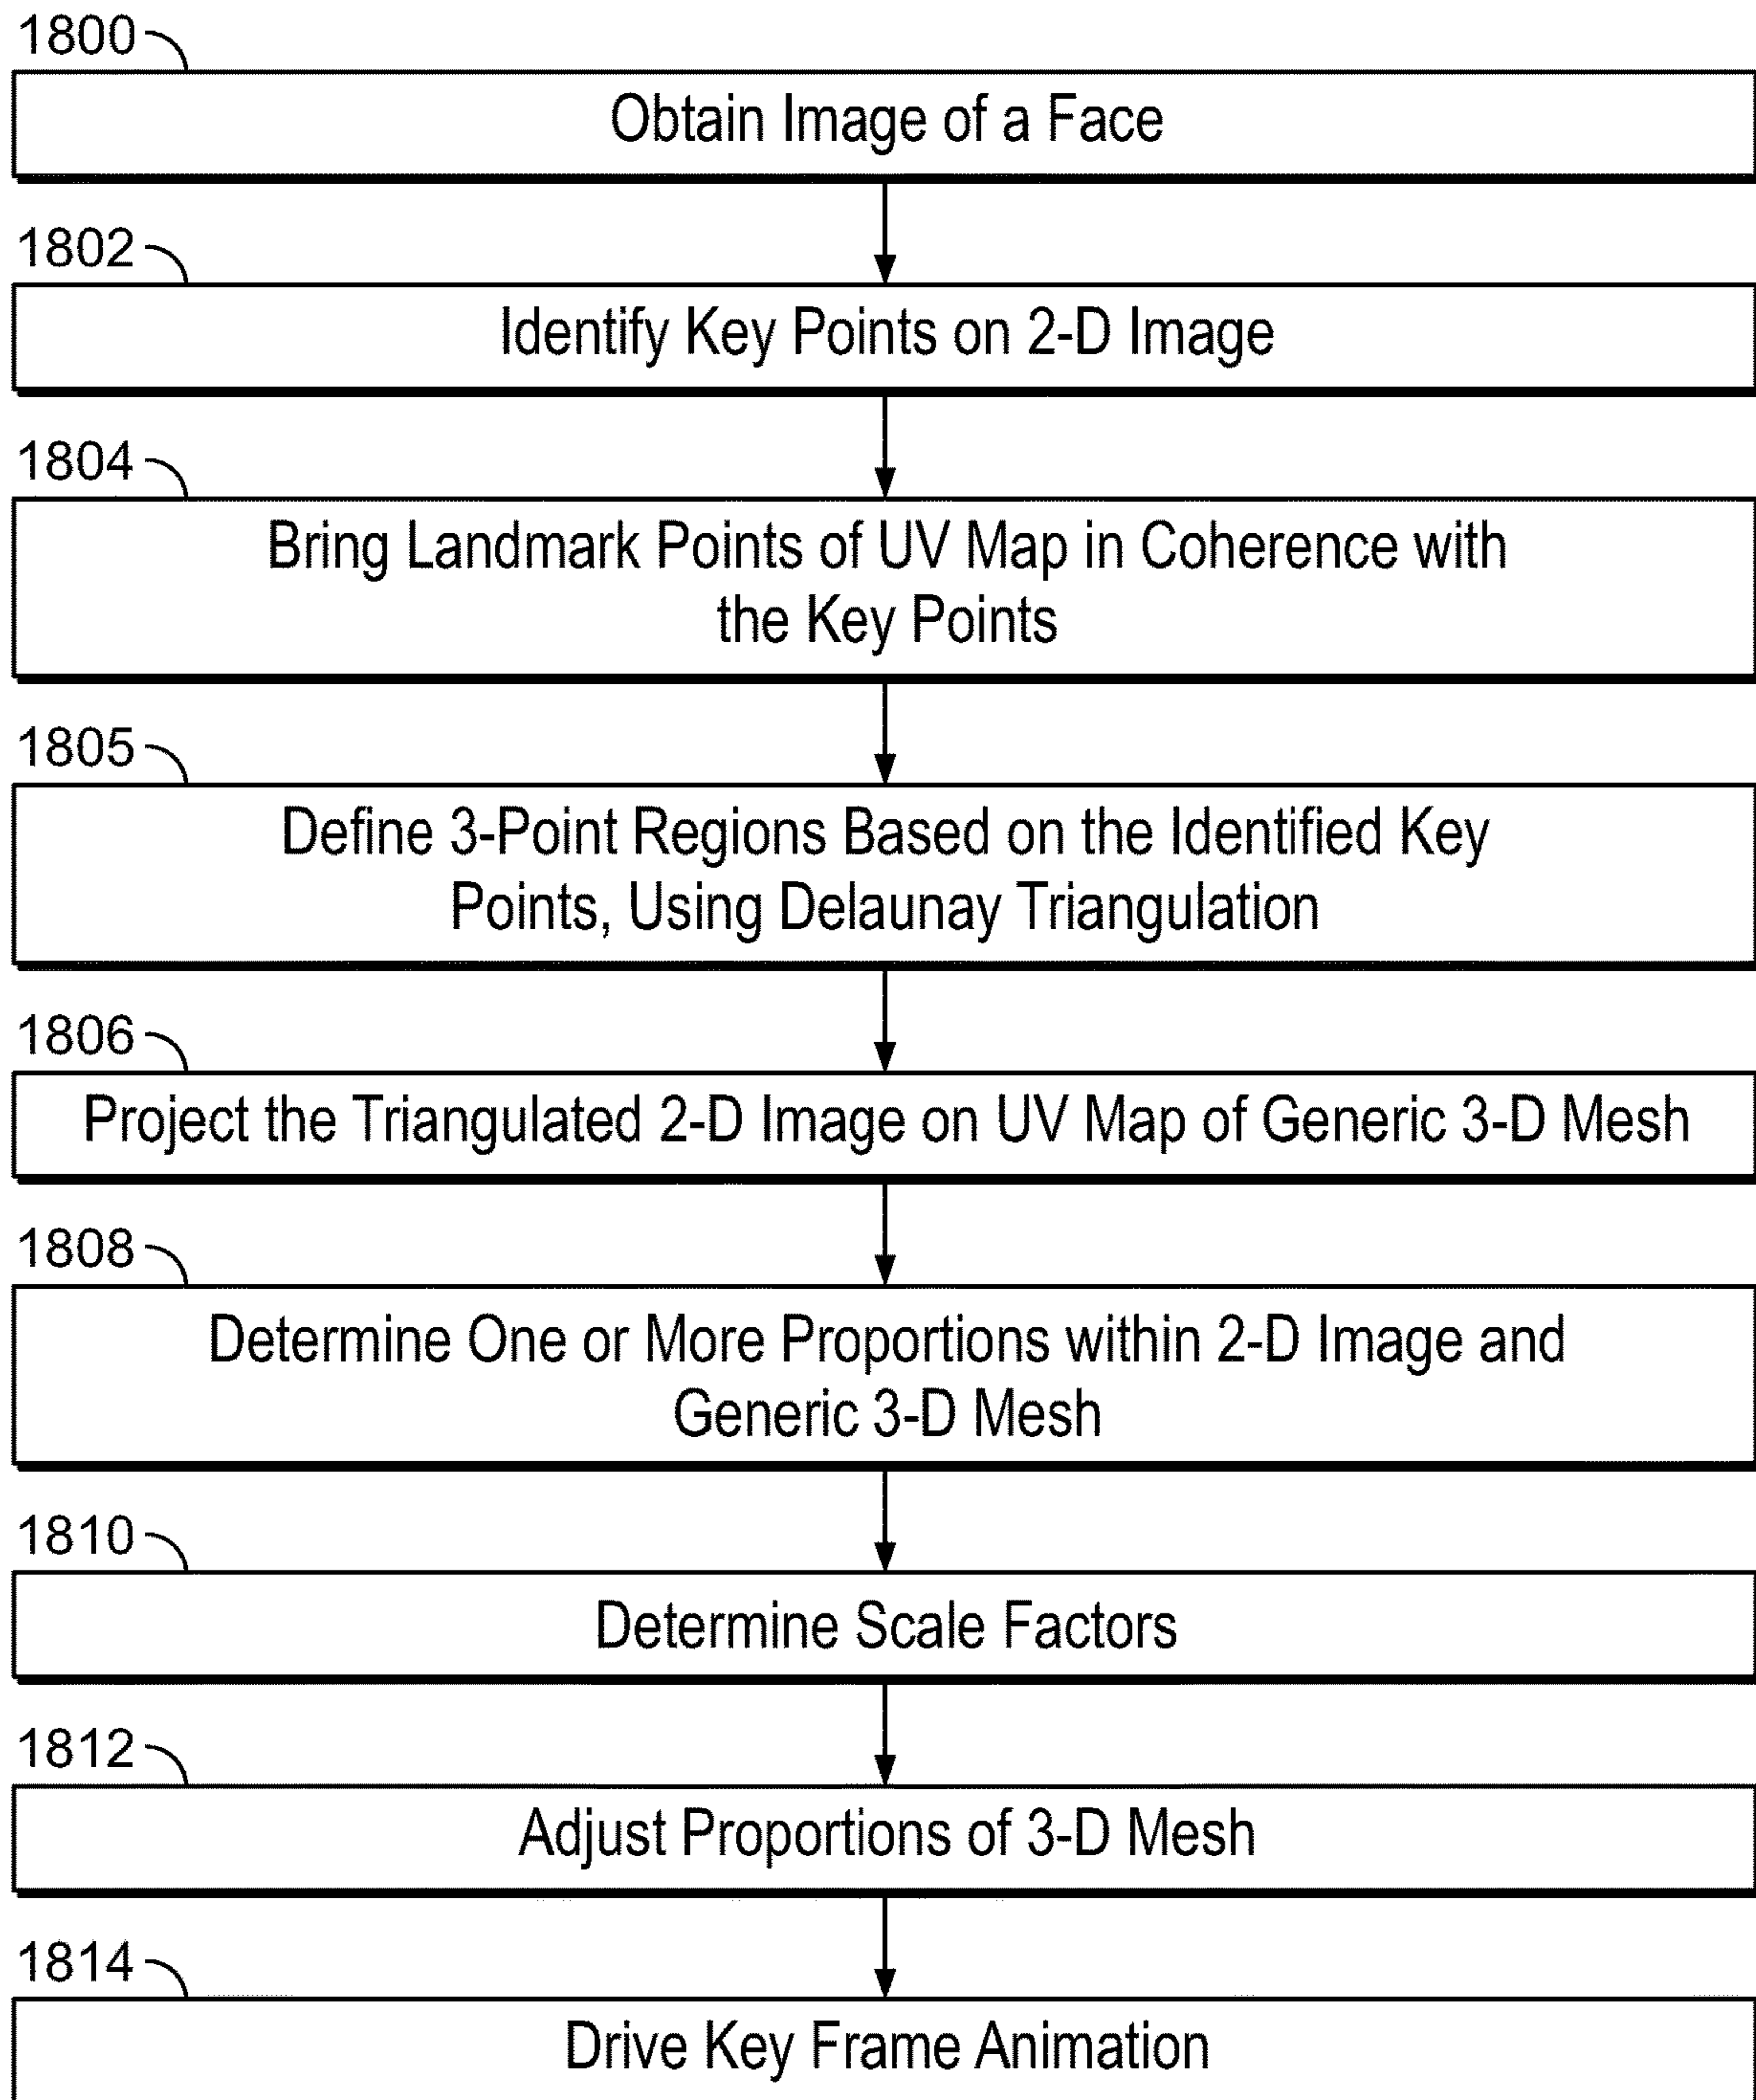 1800
Obtain Image of a Face
1802
Identify Key Points on 2-D Image
1804
Bring Landmark Points of UV Map in Coherence with
the Key Points
1805
Define 3-Point Regions Based on the Identified Key
Points, Using Delaunay Triangulation
1806
Project the Triangulated 2-D Image on UV Map of Generic 3-D Mesh
1808
Determine One or More Proportions within 2-D Image and
Generic 3-D Mesh
1810
Determine Scale Factors
1812
Adjust Proportions of 3-D Mesh
1814
Drive Key Frame Animation